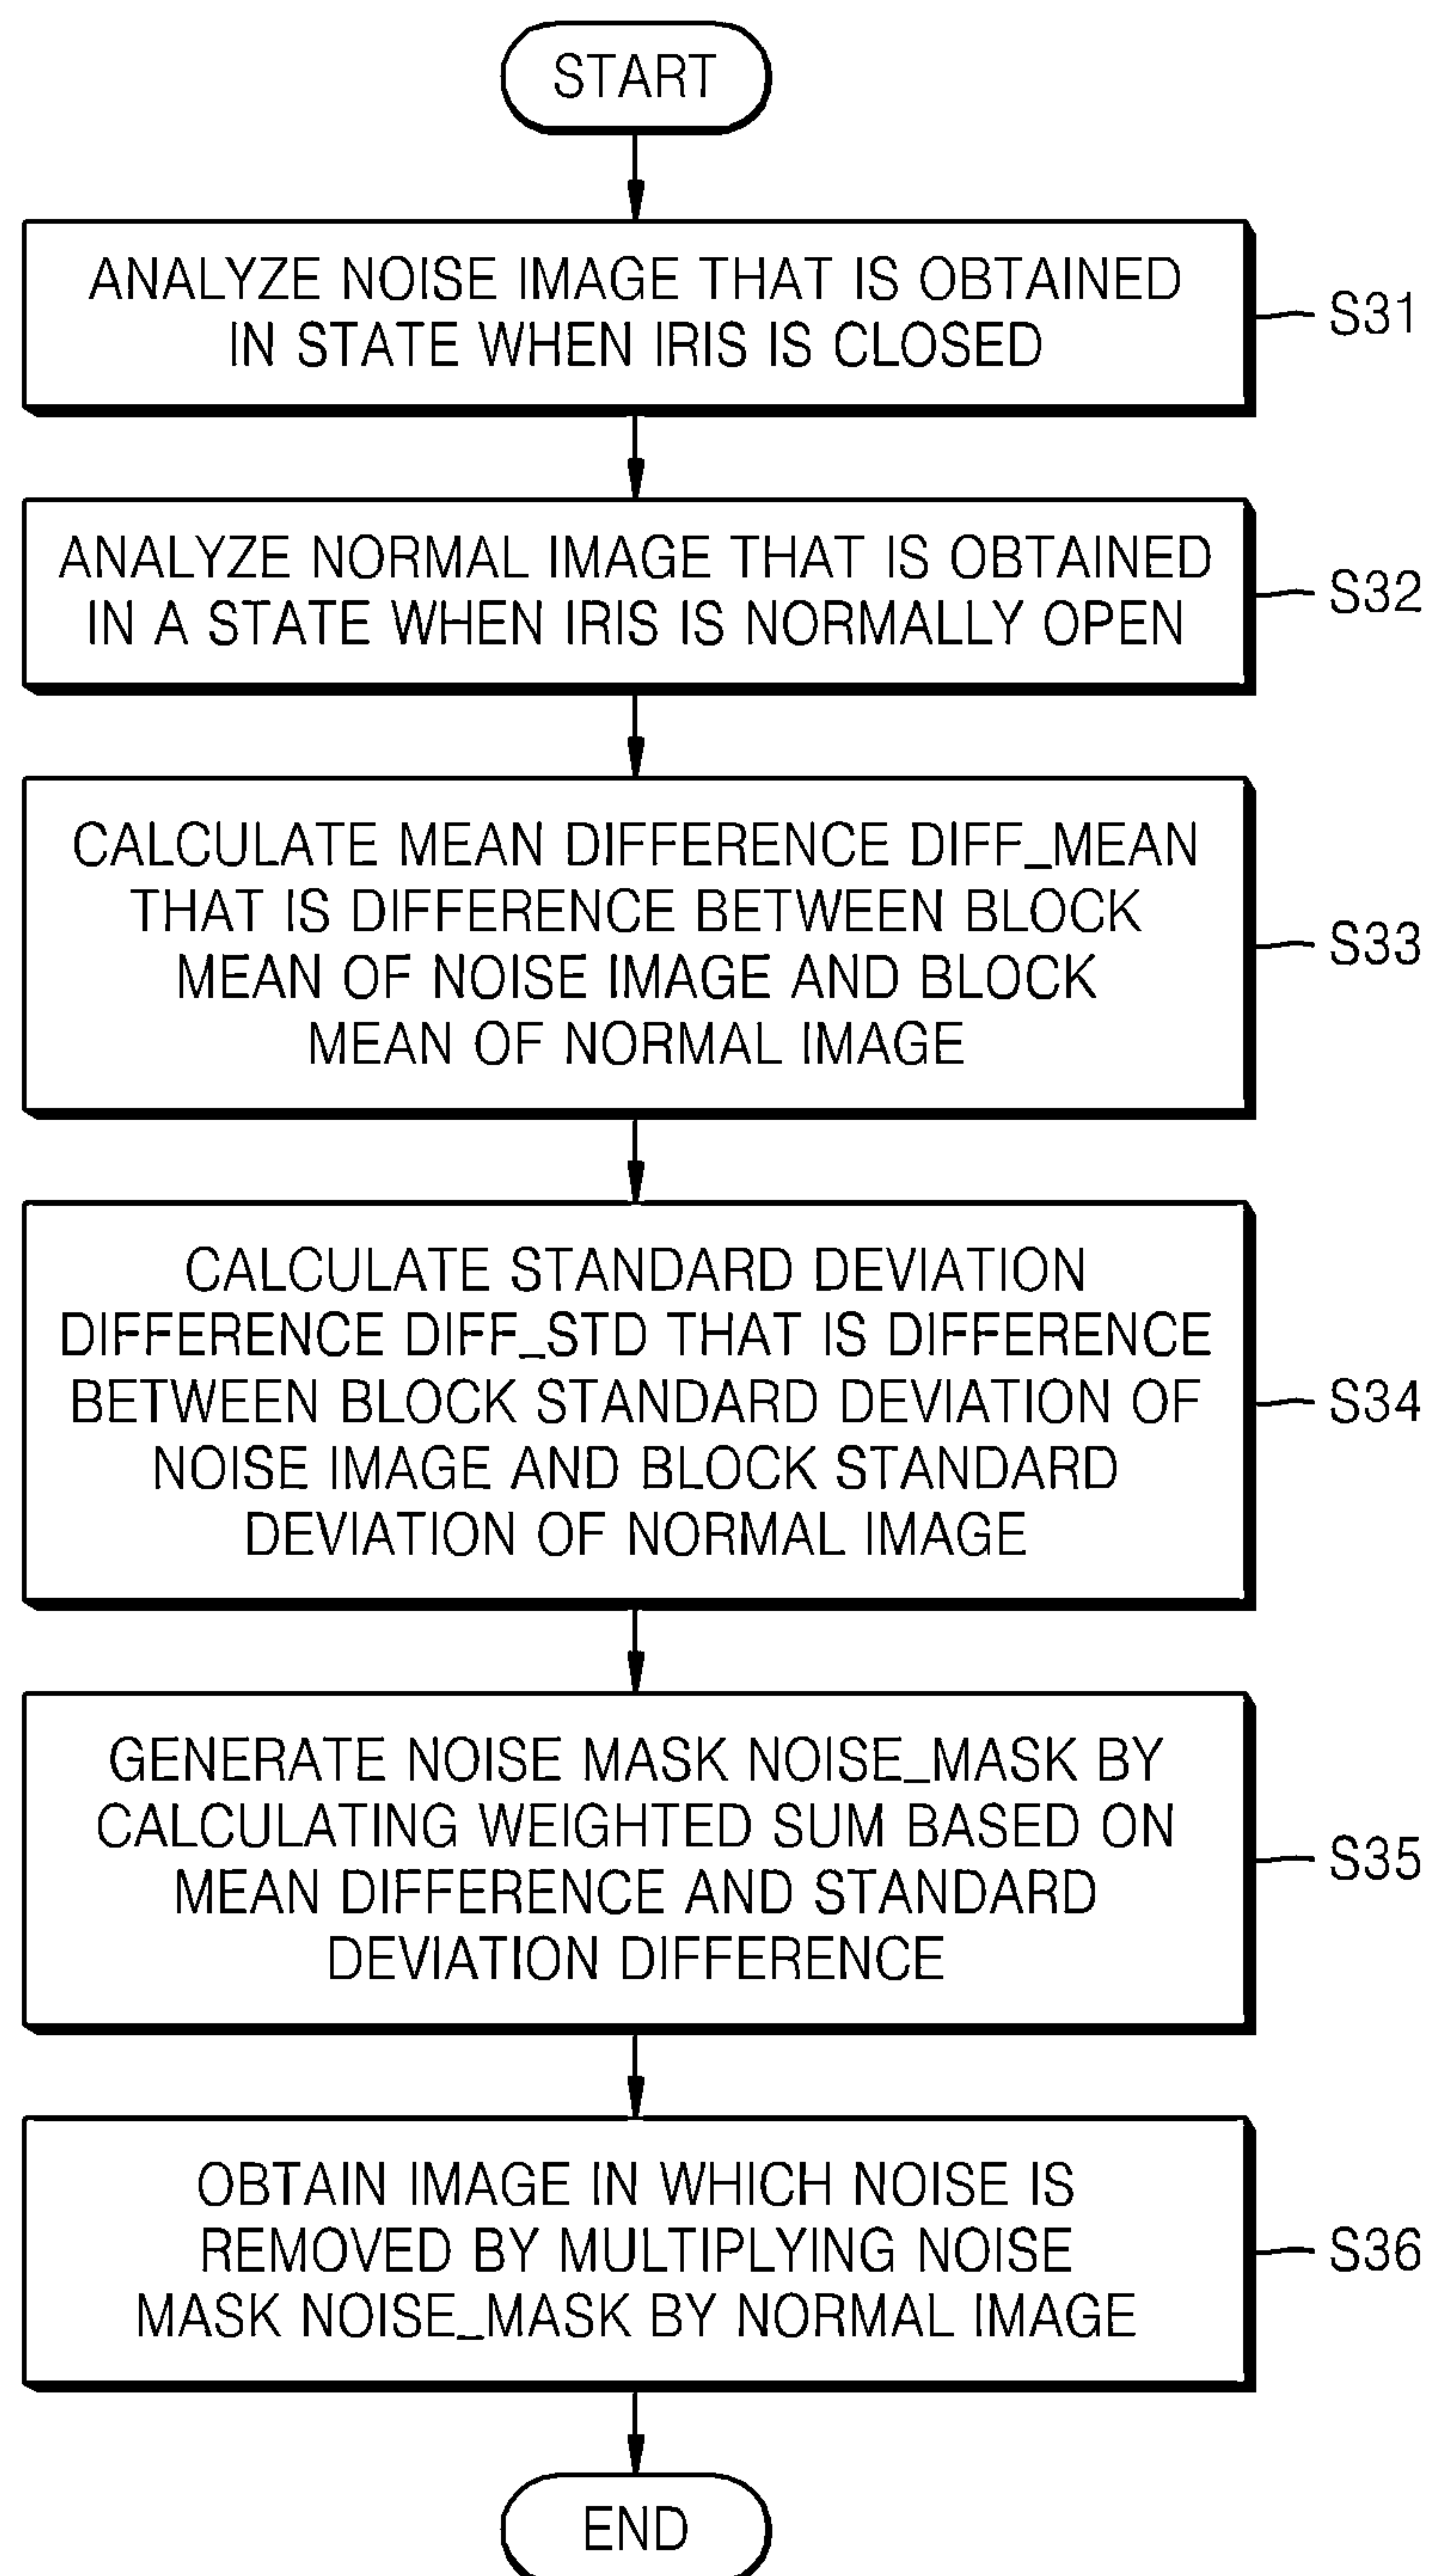 START
ANALYZE NOISE IMAGE THAT IS OBTAINED
IN STATE WHEN IRIS IS CLOSED
S31
ANALYZE NORMAL IMAGE THAT IS OBTAINED
IN A STATE WHEN IRIS IS NORMALLY OPEN
S32
CALCULATE MEAN DIFFERENCE DIFF_MEAN
THAT IS DIFFERENCE BETWEEN BLOCK
MEAN OF NOISE IMAGE AND BLOCK
MEAN OF NORMAL IMAGE
S33
CALCULATE STANDARD DEVIATION
DIFFERENCE DIFF_STD THAT IS DIFFERENCE
BETWEEN BLOCK STANDARD DEVIATION OF
NOISE IMAGE AND BLOCK STANDARD
DEVIATION OF NORMAL IMAGE
S34
GENERATE NOISE MASK NOISE_MASK BY
CALCULATING WEIGHTED SUM BASED ON
MEAN DIFFERENCE AND STANDARD
DEVIATION DIFFERENCE
S35
OBTAIN IMAGE IN WHICH NOISE IS
REMOVED BY MULTIPLYING NOISE
MASK NOISE_MASK BY NORMAL IMAGE
S36
END